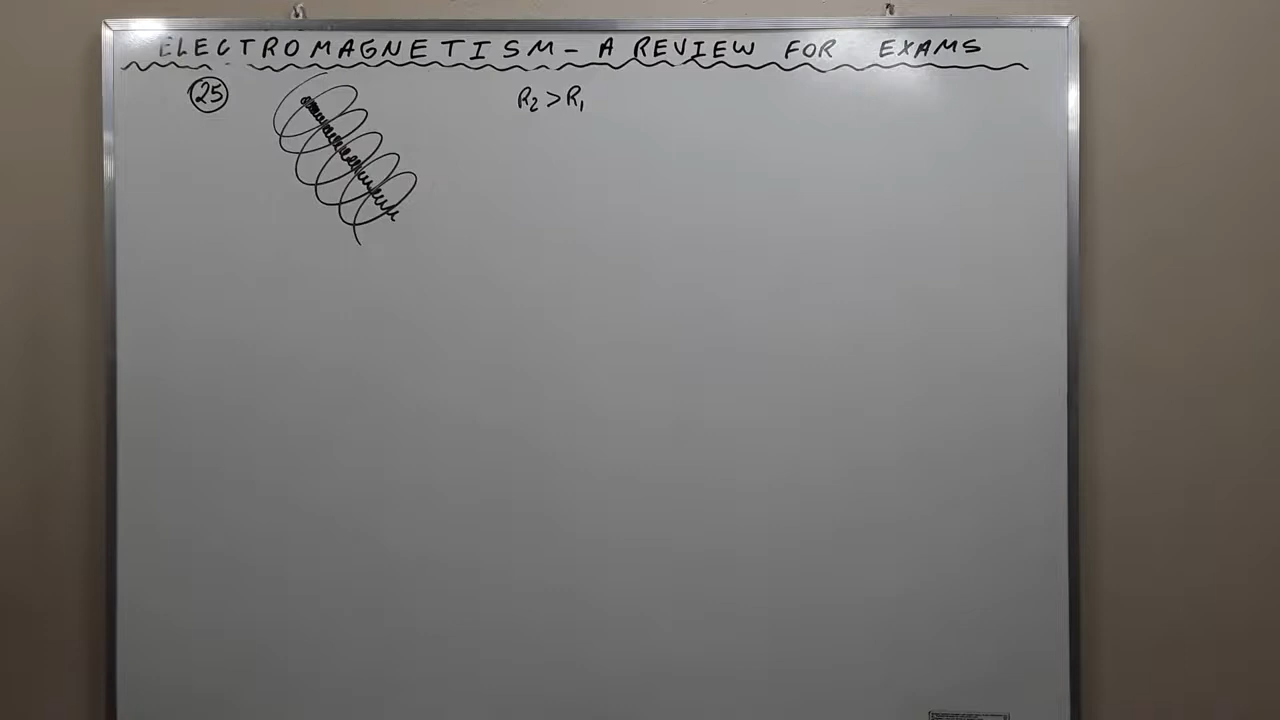 ELECTROMAGNETISM - A REVIEW FOR EXAMS
25
R₂ > R₁